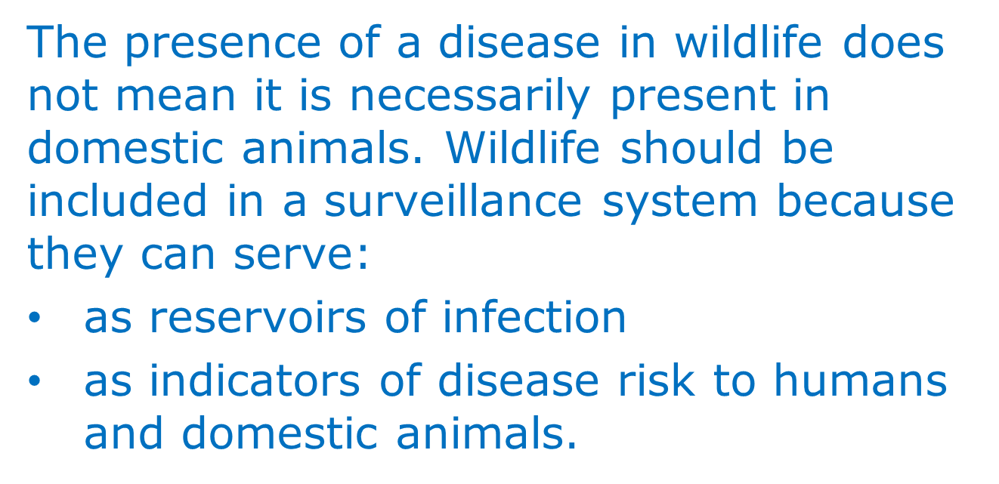 The presence of a disease in wildlife does
not mean it is necessarily present in
domestic animals. Wildlife should be
included in a surveillance system because
they can serve:
• as reservoirs of infection
• as indicators of disease risk to humans
and domestic animals.